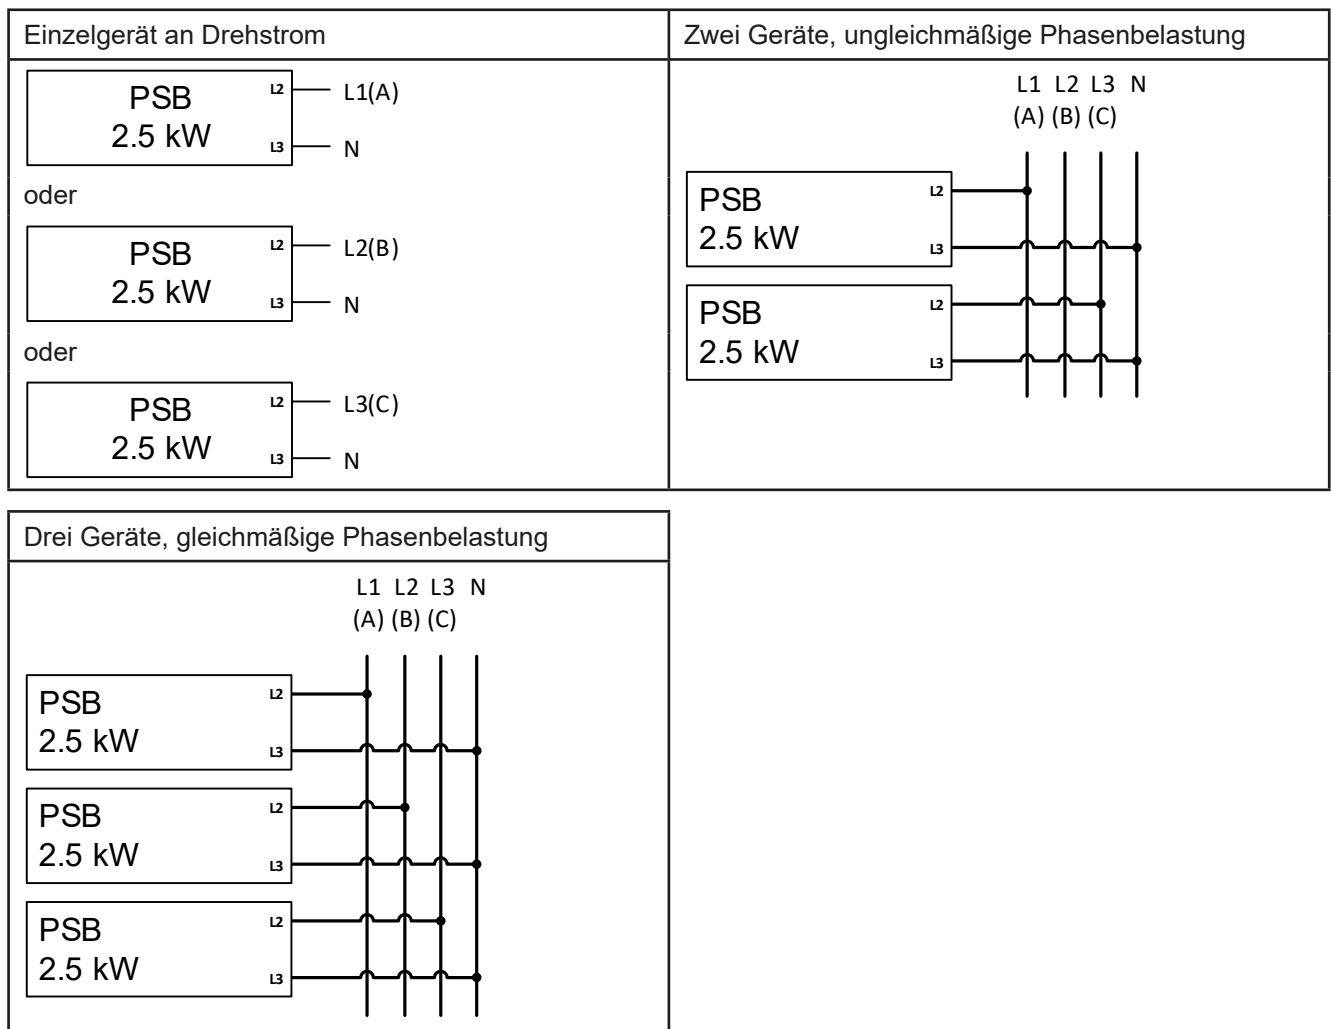 Einzelgerät an Drehstrom
PSB
2.5 kW
L2
L1(A)
L3
N
oder
PSB
2.5 kW
L2
L2(B)
L3
N
oder
PSB
2.5 kW
L2
L3(C)
L3
N
Zwei Geräte, ungleichmäßige Phasenbelastung
L1 L2 L3 N
(A) (B) (C)
PSB
2.5 kW
L2
L3
PSB
2.5 kW
L2
L3
Drei Geräte, gleichmäßige Phasenbelastung
L1 L2 L3 N
(A) (B) (C)
PSB
2.5 kW
L2
L3
PSB
2.5 kW
L2
L3
PSB
2.5 kW
L2
L3